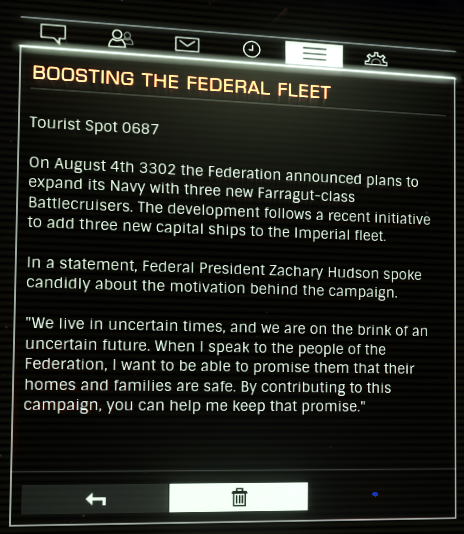 BOOSTING THE FEDERAL FLEET
Tourist Spot 0687
On August 4th 3302 the Federation announced plans to
expand its Navy with three new Farragut-class
Battlecruisers. The development follows a recent initiative
to add three new capital ships to the Imperial fleet.
In a statement, Federal President Zachary Hudson spoke
candidly about the motivation behind the campaign.
"We live in uncertain times, and we are on the brink of an
uncertain future. When I speak to the people of the
Federation, I want to be able to promise them that their
homes and families are safe. By contributing to this
campaign, you can help me keep that promise."